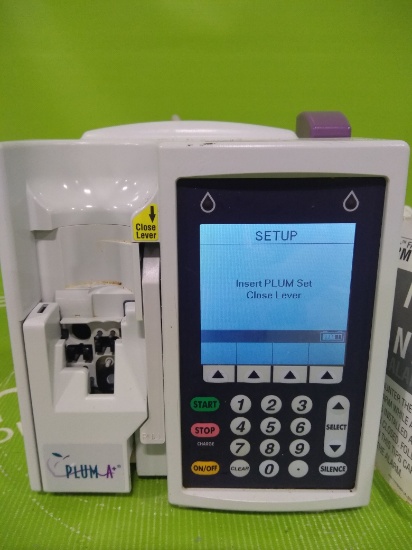 Close
Lever
SETUP
Insert PLUM Set
Close Lever
START
1 2 3
STOP
4 5 6
SELECT
CHARGE
7 8 9
ON/OFF
CLEAR 0 . SILENCE
PLUM A+